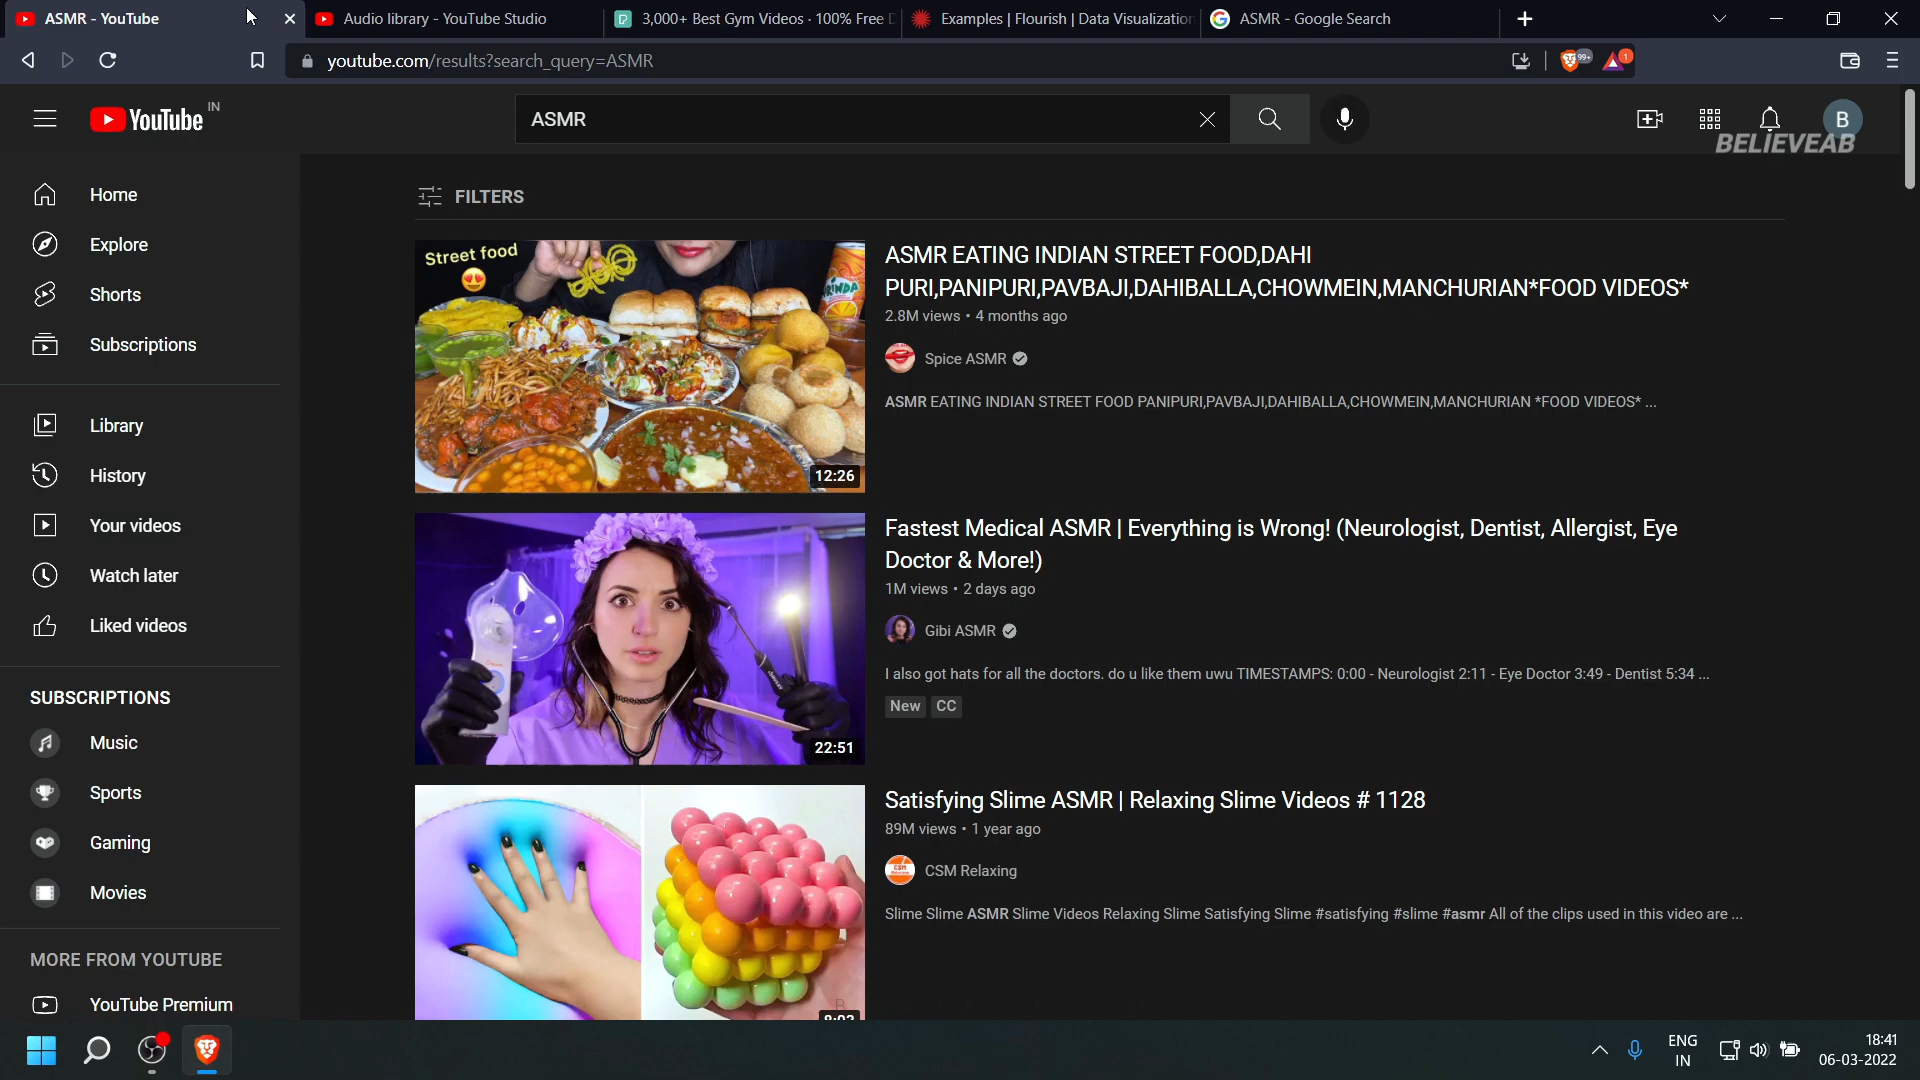 ASMR - YouTube
Audio library - YouTube Studio
3,000+ Best Gym Videos · 100% Free D
Examples | Flourish | Data Visualization
ASMR - Google Search
youtube.com/results?search_query=ASMR
99+
1
YouTube IN
ASMR
B
BELIEVEAB
Home
Explore
Shorts
Subscriptions
Library
History
Your videos
Watch later
Liked videos
SUBSCRIPTIONS
Music
Sports
Gaming
Movies
MORE FROM YOUTUBE
YouTube Premium
FILTERS
Street food
12:26
ASMR EATING INDIAN STREET FOOD,DAHI
PURI,PANIPURI,PAVBAJI,DAHIBALLA,CHOWMEIN,MANCHURIAN*FOOD VIDEOS*
2.8M views • 4 months ago
Spice ASMR
ASMR EATING INDIAN STREET FOOD PANIPURI,PAVBAJI,DAHIBALLA,CHOWMEIN,MANCHURIAN *FOOD VIDEOS* ...
22:51
Fastest Medical ASMR | Everything is Wrong! (Neurologist, Dentist, Allergist, Eye
Doctor & More!)
1M views • 2 days ago
Gibi ASMR
I also got hats for all the doctors. do u like them uwu TIMESTAMPS: 0:00 - Neurologist 2:11 - Eye Doctor 3:49 - Dentist 5:34 ...
New CC
8:02
Satisfying Slime ASMR | Relaxing Slime Videos # 1128
89M views • 1 year ago
CSM
CSM Relaxing
Slime Slime ASMR Slime Videos Relaxing Slime Satisfying Slime #satisfying #slime #asmr All of the clips used in this video are ...
ENG
IN
18:41
06-03-2022